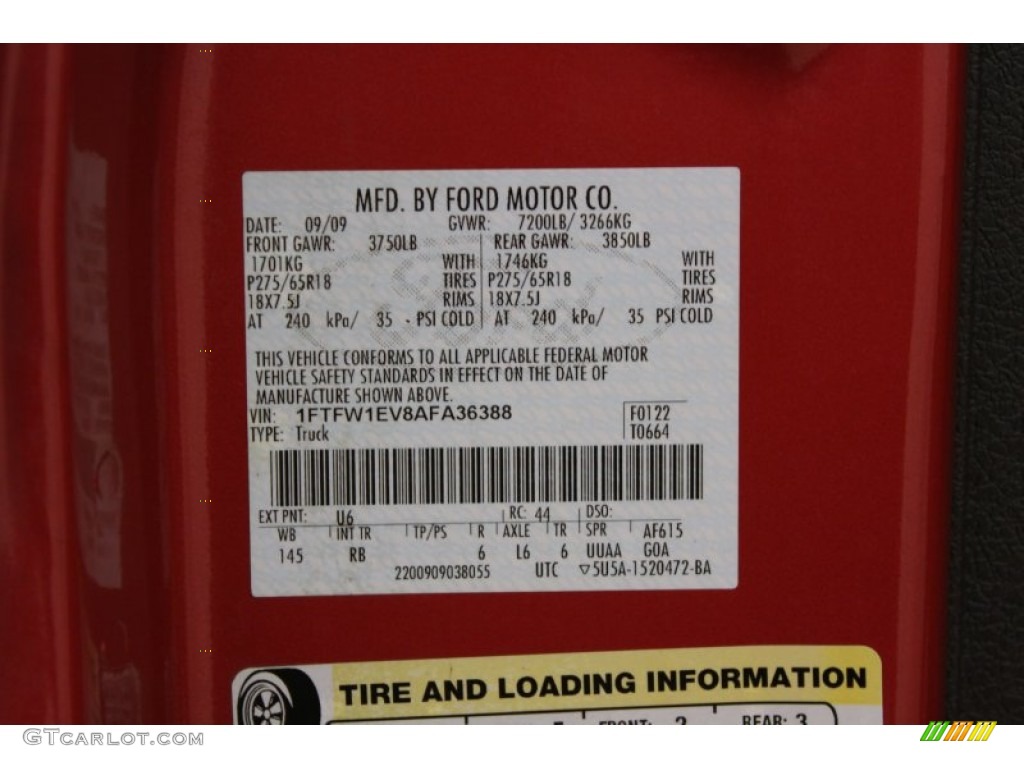 MFD. BY FORD MOTOR CO.
DATE: 09/09 GVWR: 7200LB/ 3266KG
FRONT GAWR: 3750LB REAR GAWR: 3850LB
1701KG WITH 1746KG WITH
P275/65R18 TIRES P275/65R18 TIRES
18X7.5J RIMS 18X7.5J RIMS
AT 240 kPa/ 35 - PSI COLD AT 240 kPa/ 35 PSI COLD
THIS VEHICLE CONFORMS TO ALL APPLICABLE FEDERAL MOTOR
VEHICLE SAFETY STANDARDS IN EFFECT ON THE DATE OF
MANUFACTURE SHOWN ABOVE.
VIN: 1FTFW1EV8AFA36388 F0122
TYPE: Truck T0664
EXT PNT: U6 RC: 44 DSO:
WB INT TR TP/PS R AXLE TR SPR AF615
145 RB 6 L6 6 UUAA GOA
2200909038055 UTC ▽5U5A-1520472-BA
TIRE AND LOADING INFORMATION
FRONT: 2 REAR: 3
GTCARLOT.COM